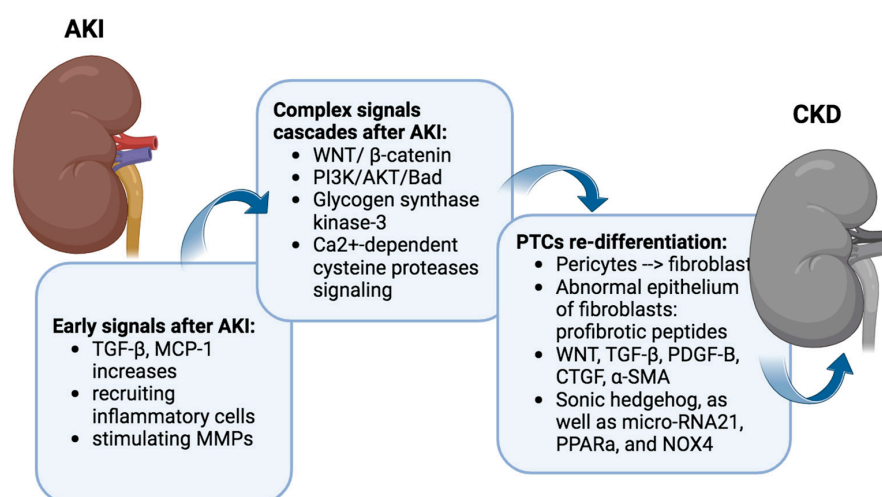 AKI
Early signals after AKI:
• TGF-β, MCP-1
increases
• recruiting
inflammatory cells
• stimulating MMPs
Complex signals
cascades after AKI:
• WNT/ β-catenin
• PI3K/AKT/Bad
• Glycogen synthase
kinase-3
• Ca2+-dependent
cysteine proteases
signaling
PTCs re-differentiation:
• Pericytes --> fibroblast
• Abnormal epithelium
of fibroblasts:
profibrotic peptides
• WNT, TGF-β, PDGF-B,
CTGF, α-SMA
• Sonic hedgehog, as
well as micro-RNA21,
PPARa, and NOX4
CKD